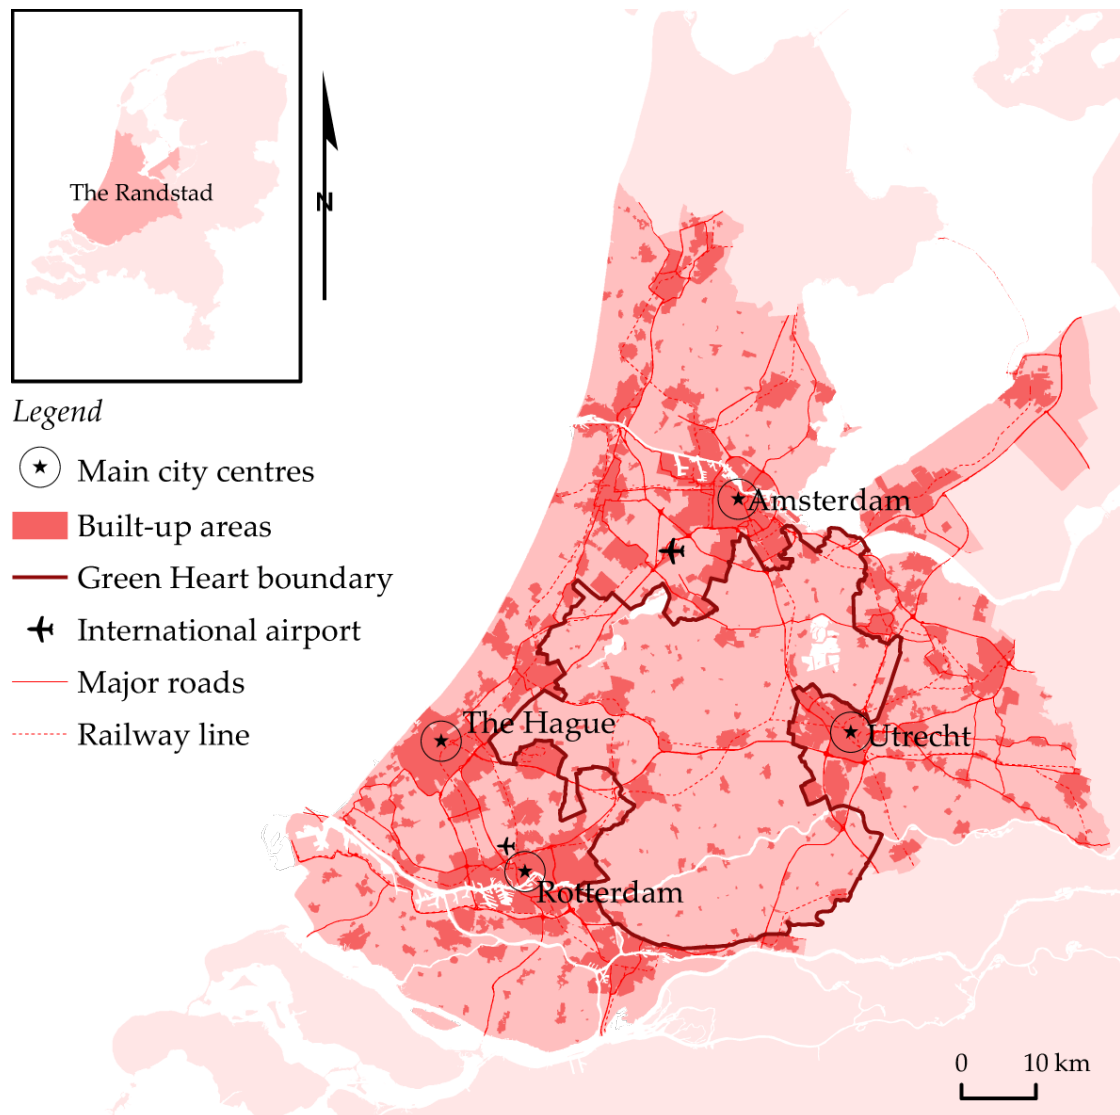 The Randstad
N
Legend
Main city centres
Built-up areas
Green Heart boundary
International airport
Major roads
Railway line
Amsterdam
The Hague
Utrecht
Rotterdam
0 10 km